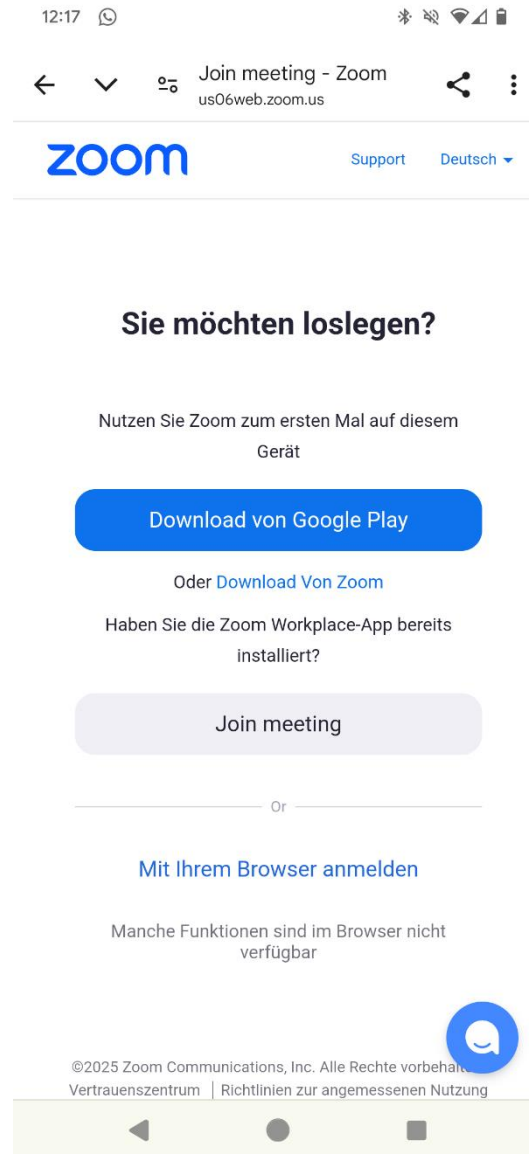 12:17
Join meeting - Zoom
us06web.zoom.us
zoom
Support
Deutsch
Sie möchten loslegen?
Nutzen Sie Zoom zum ersten Mal auf diesem
Gerät
Download von Google Play
Oder Download Von Zoom
Haben Sie die Zoom Workplace-App bereits
installiert?
Join meeting
Or
Mit Ihrem Browser anmelden
Manche Funktionen sind im Browser nicht
verfügbar
©2025 Zoom Communications, Inc. Alle Rechte
Vertrauenszentrum | Richtlinien zur angemessenen Nutzung